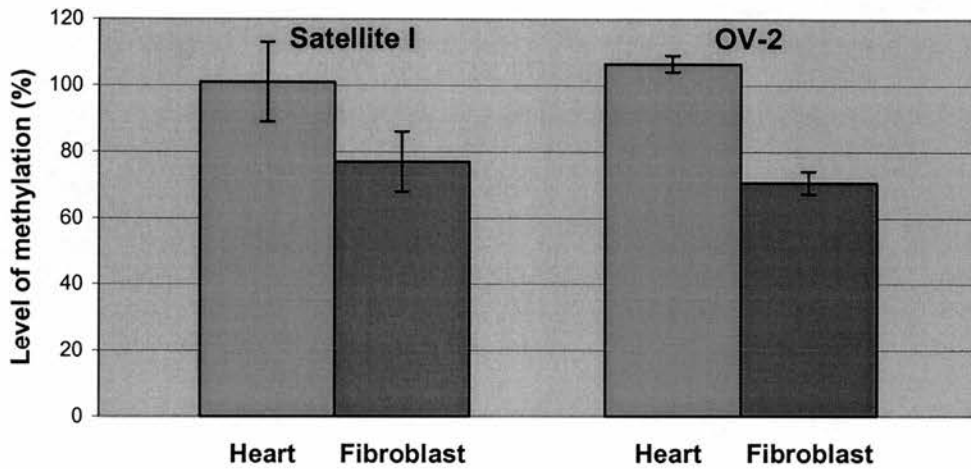 Satellite I OV-2
Level of methylation (%)
120
100
80
60
40
20
0
Heart Fibroblast Heart Fibroblast